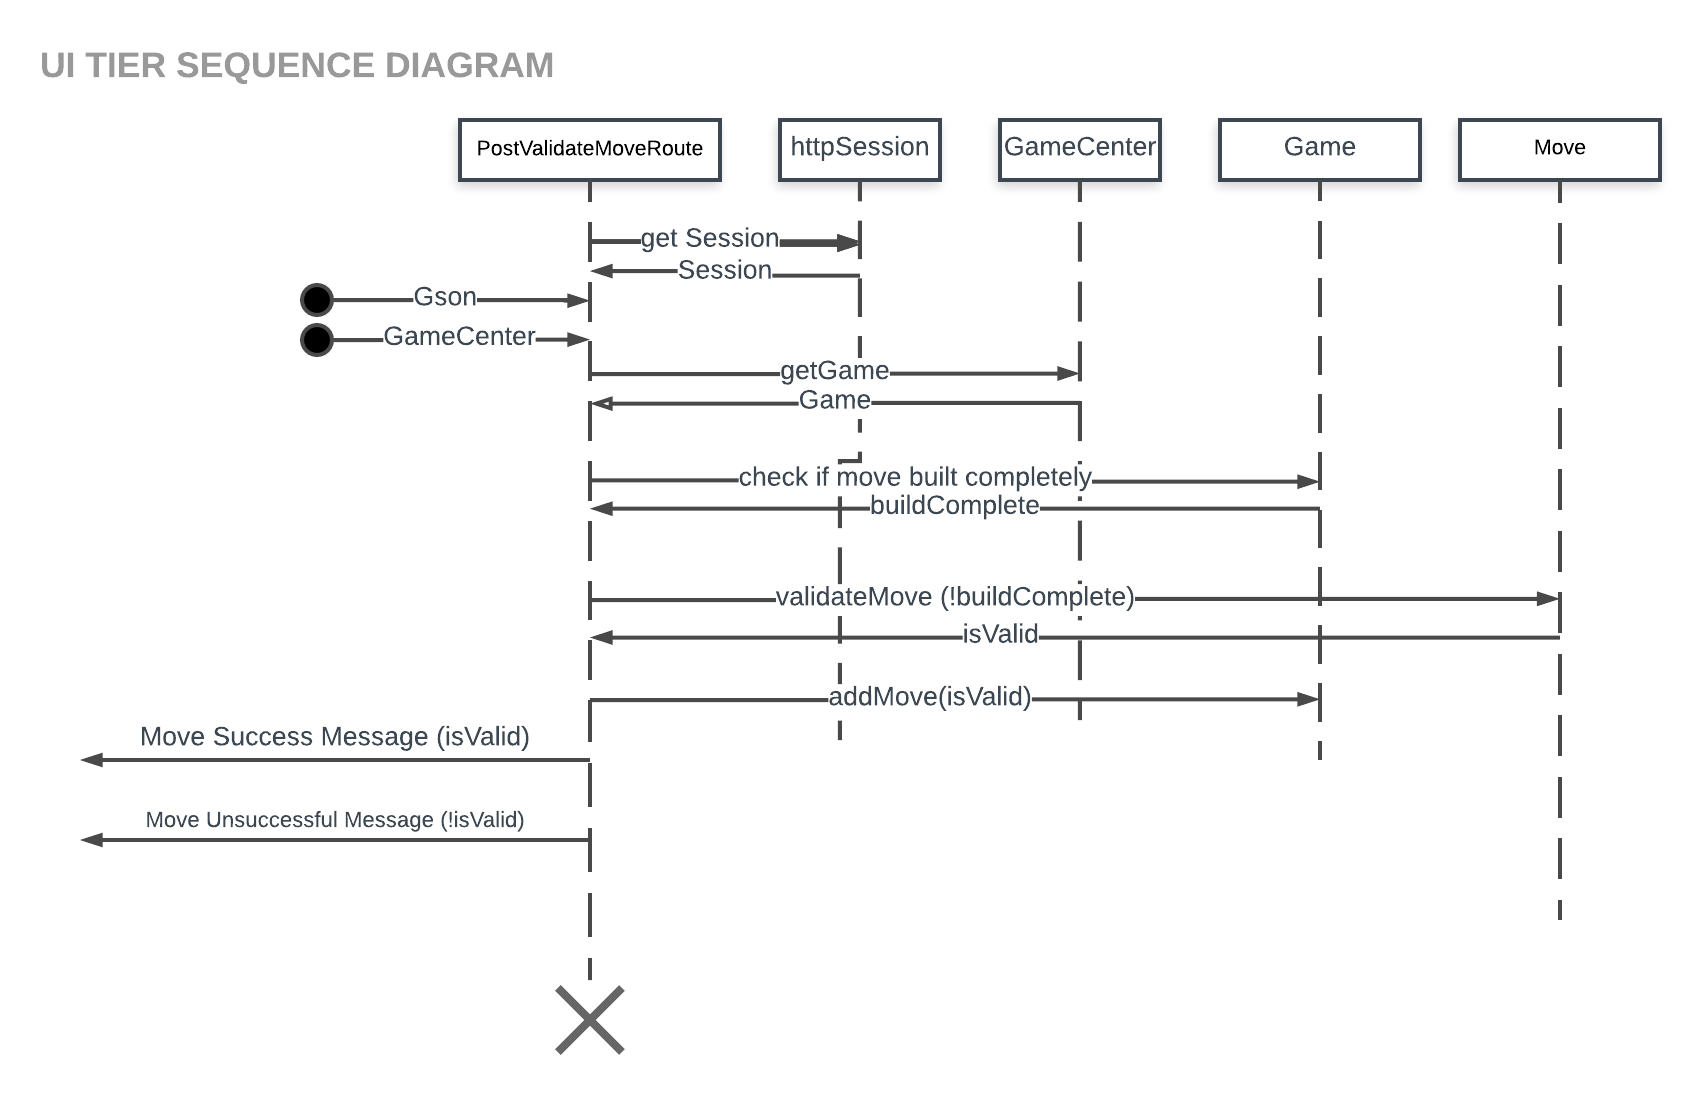 UI TIER SEQUENCE DIAGRAM
PostValidateMoveRoute
httpSession
GameCenter
Game
Move
get Session
Session
Gson
GameCenter
getGame
Game
check if move built completely
buildComplete
validateMove (!buildComplete)
isValid
addMove(isValid)
Move Success Message (isValid)
Move Unsuccessful Message (!isValid)